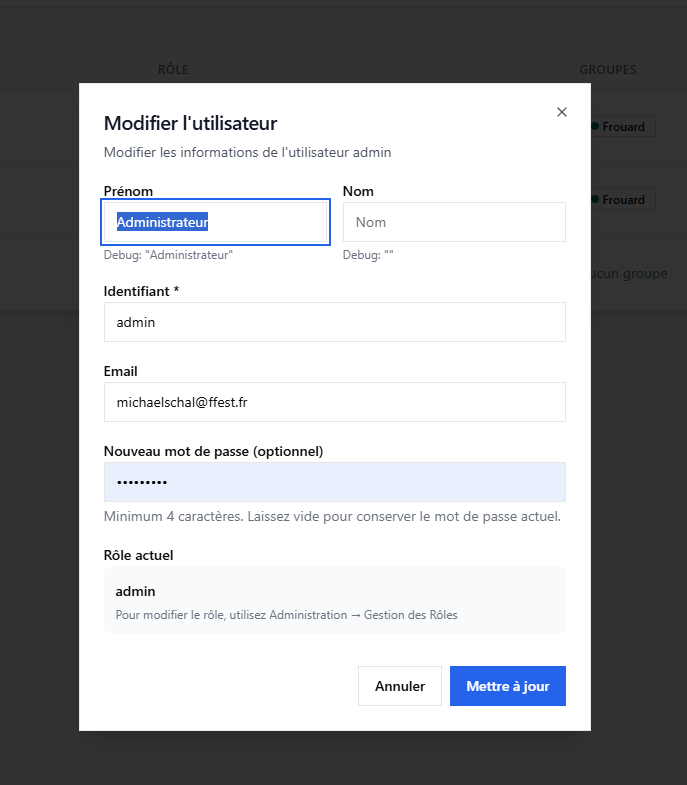 RÔLE GROUPES
Frouard
Frouard
ucun groupe
Modifier l'utilisateur
Modifier les informations de l'utilisateur admin
Prénom Nom
Administrateur Nom
Debug: "Administrateur" Debug: ""
Identifiant *
admin
Email
michaelschal@ffest.fr
Nouveau mot de passe (optionnel)
•••••••••
Minimum 4 caractères. Laissez vide pour conserver le mot de passe actuel.
Rôle actuel
admin
Pour modifier le rôle, utilisez Administration → Gestion des Rôles
Annuler Mettre à jour